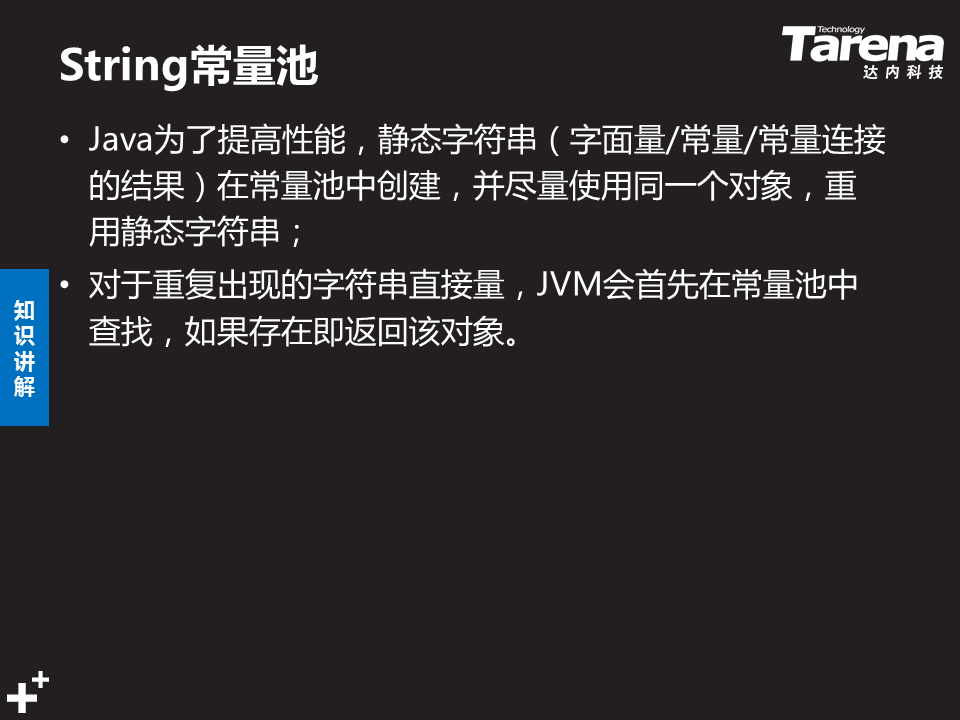 String常量池
Technology
Tarena
达内科技
• Java为了提高性能，静态字符串（字面量/常量/常量连接
的结果）在常量池中创建，并尽量使用同一个对象，重
用静态字符串；
• 对于重复出现的字符串直接量，JVM会首先在常量池中
查找，如果存在即返回该对象。
知
识
讲
解